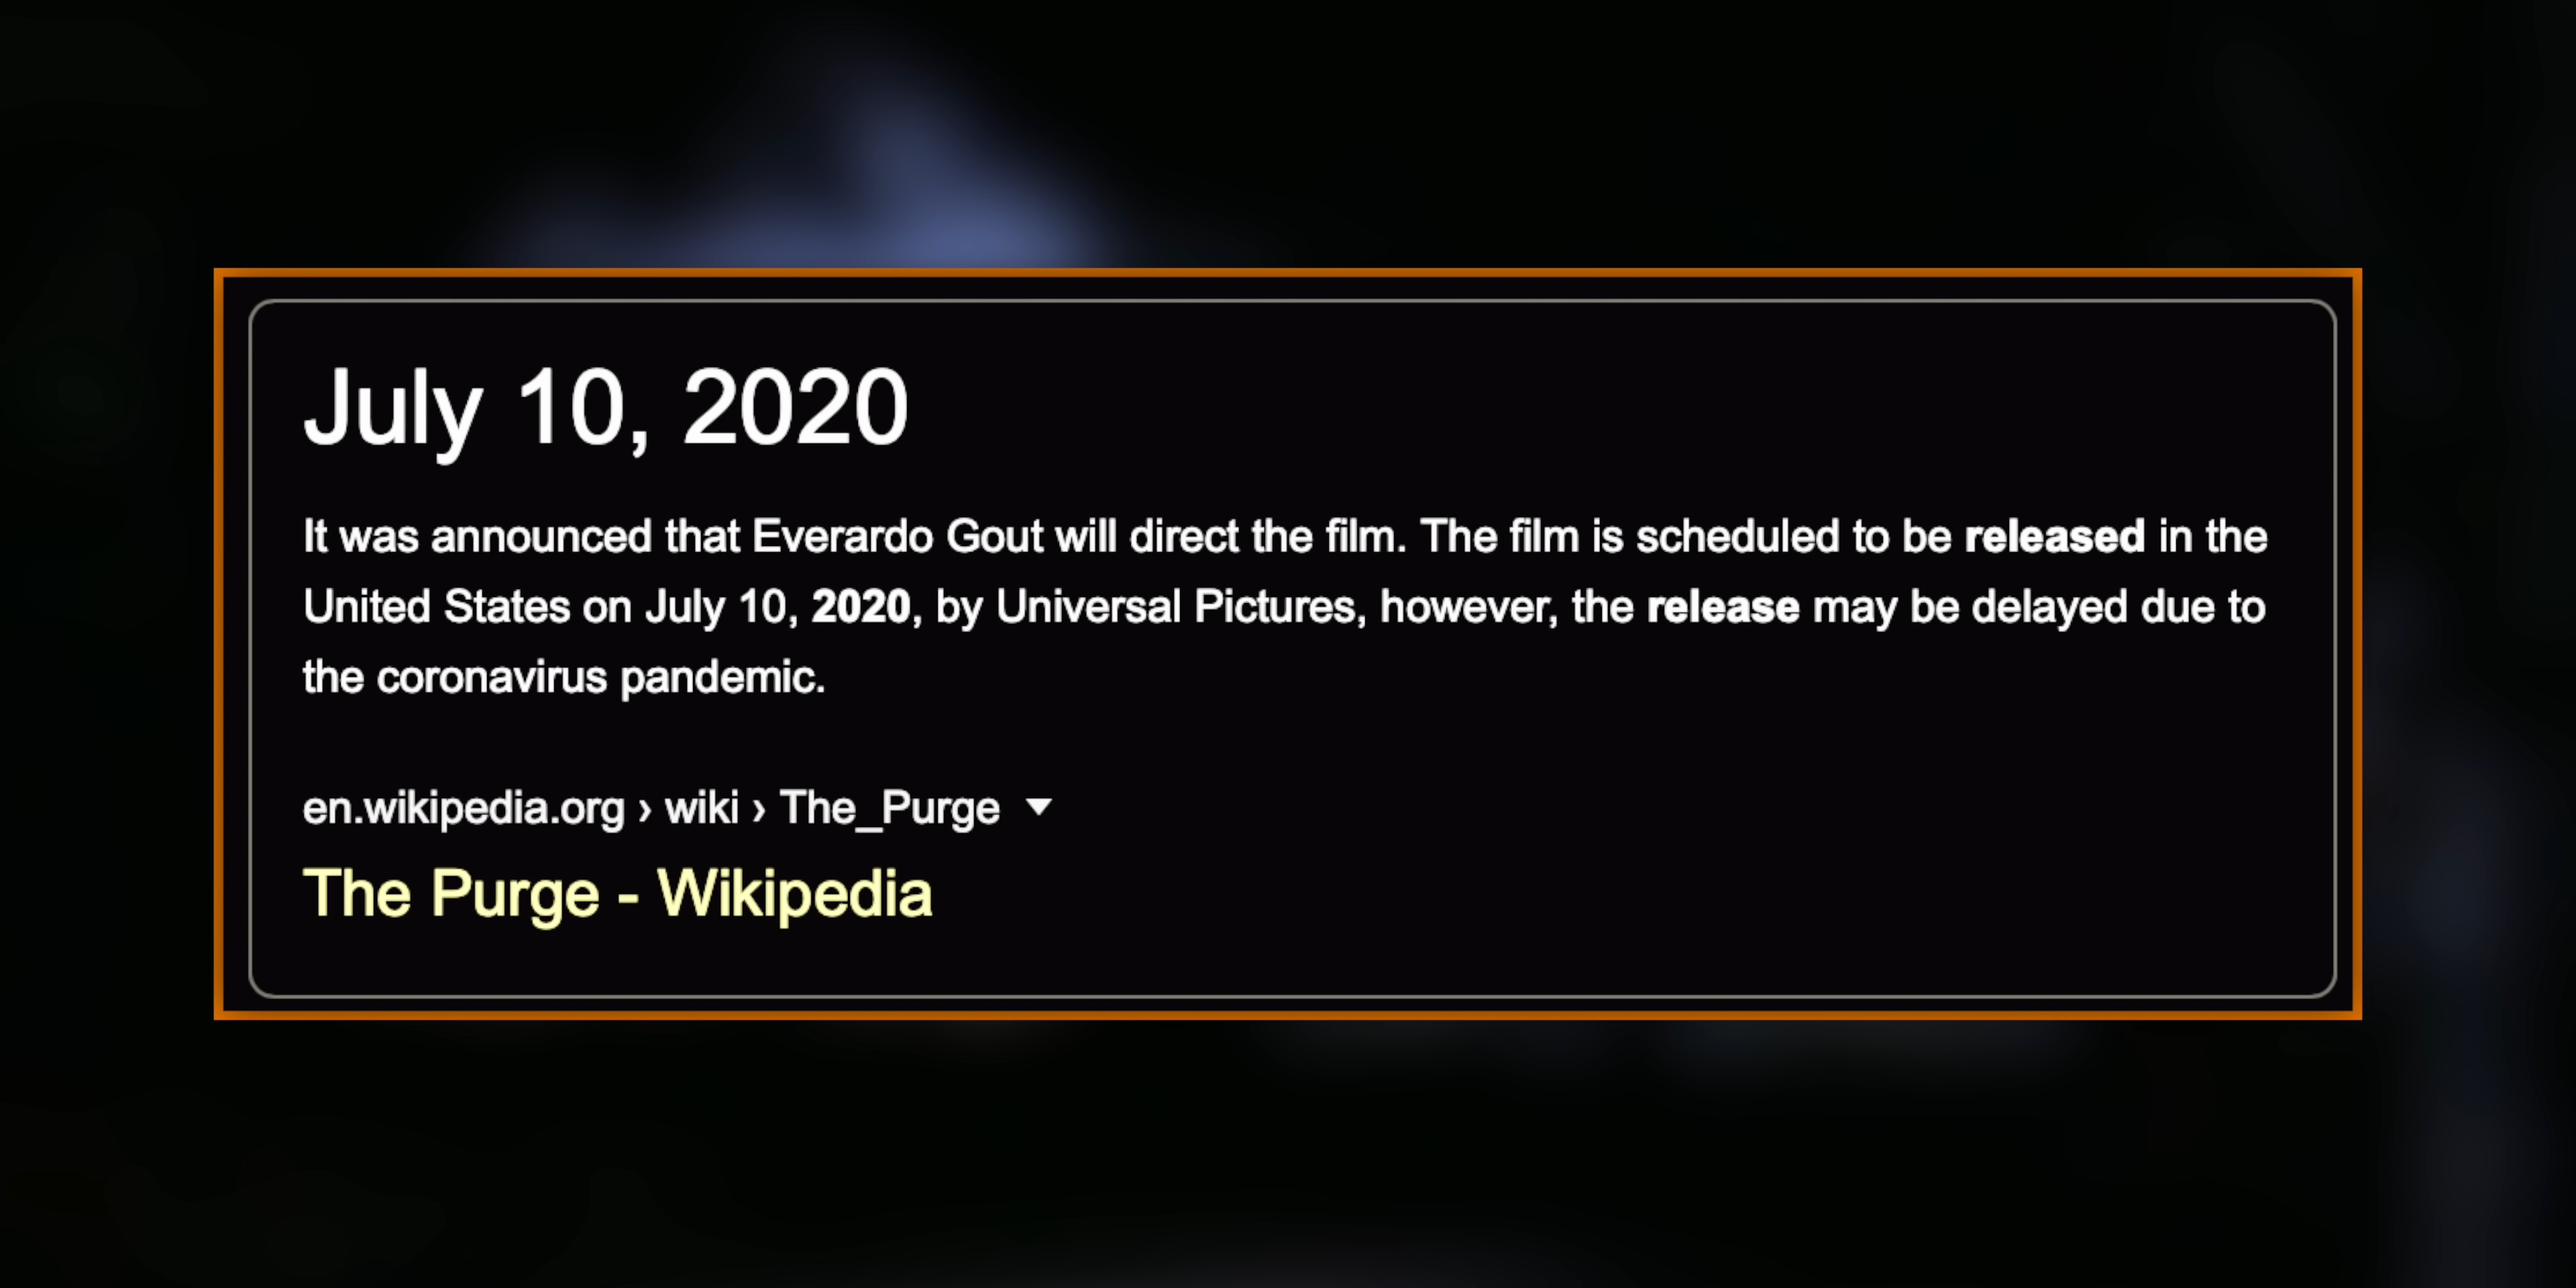 July 10, 2020
It was announced that Everardo Gout will direct the film. The film is scheduled to be released in the
United States on July 10, 2020, by Universal Pictures, however, the release may be delayed due to
the coronavirus pandemic.
en.wikipedia.org › wiki › The_Purge
The Purge - Wikipedia